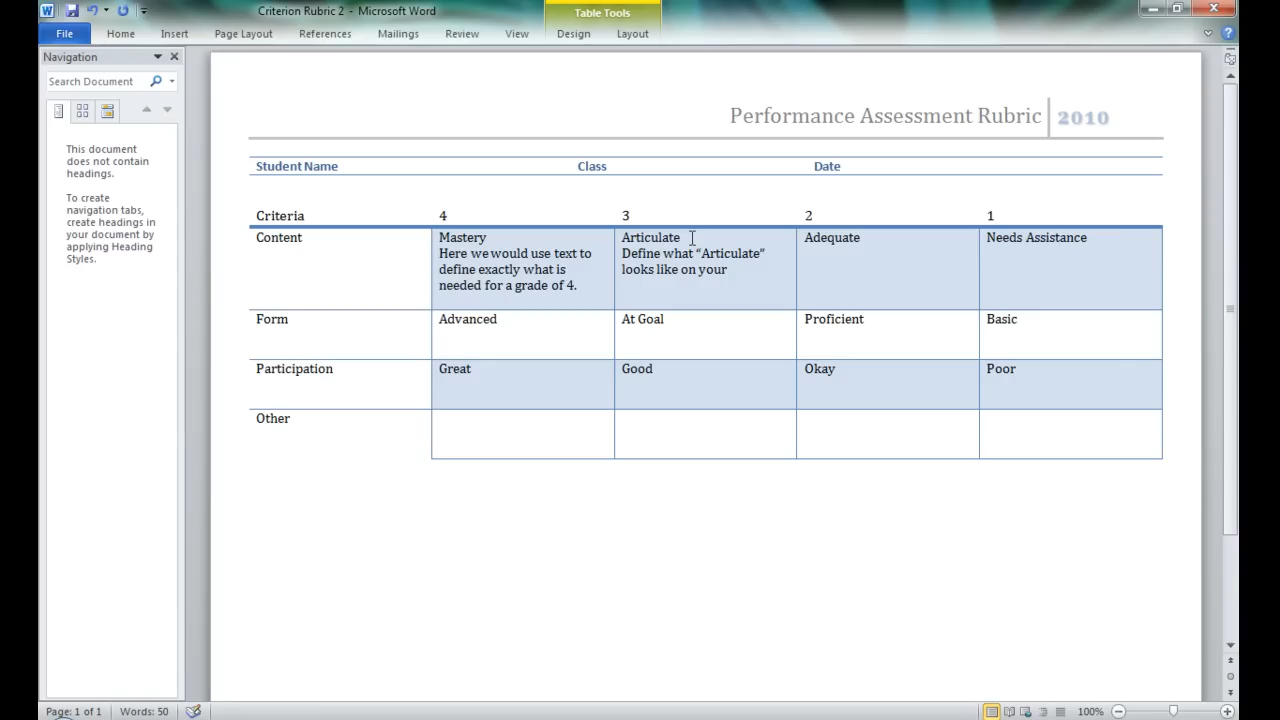 Criterion Rubric 2 - Microsoft Word
Table Tools
File Home Insert Page Layout References Mailings Review View Design Layout
Navigation
Search Document
This document
does not contain
headings.
To create
navigation tabs,
create headings in
your document by
applying Heading
Styles.
Performance Assessment Rubric 2010
Student Name Class Date
Criteria 4 3 2 1
Content Mastery Articulate Adequate Needs Assistance
Here we would use text to Define what “Articulate”
define exactly what is looks like on your
needed for a grade of 4.
Form Advanced At Goal Proficient Basic
Participation Great Good Okay Poor
Other
Page: 1 of 1 Words: 50 100%